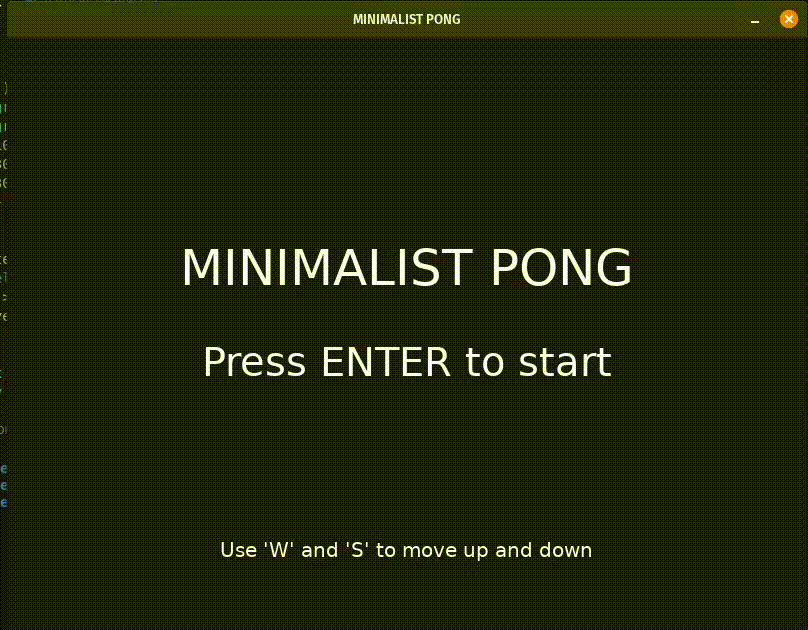 MINIMALIST PONG
MINIMALIST PONG
Press ENTER to start
Use 'W' and 'S' to move up and down